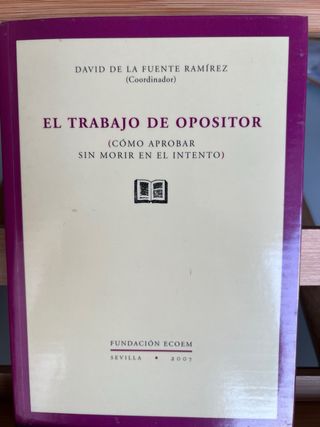 DAVID DE LA FUENTE RAMÍREZ
(Coordinador)
EL TRABAJO DE OPOSITOR
(CÓMO APROBAR
SIN MORIR EN EL INTENTO)
FUNDACIÓN ECOEM
SEVILLA • 2007